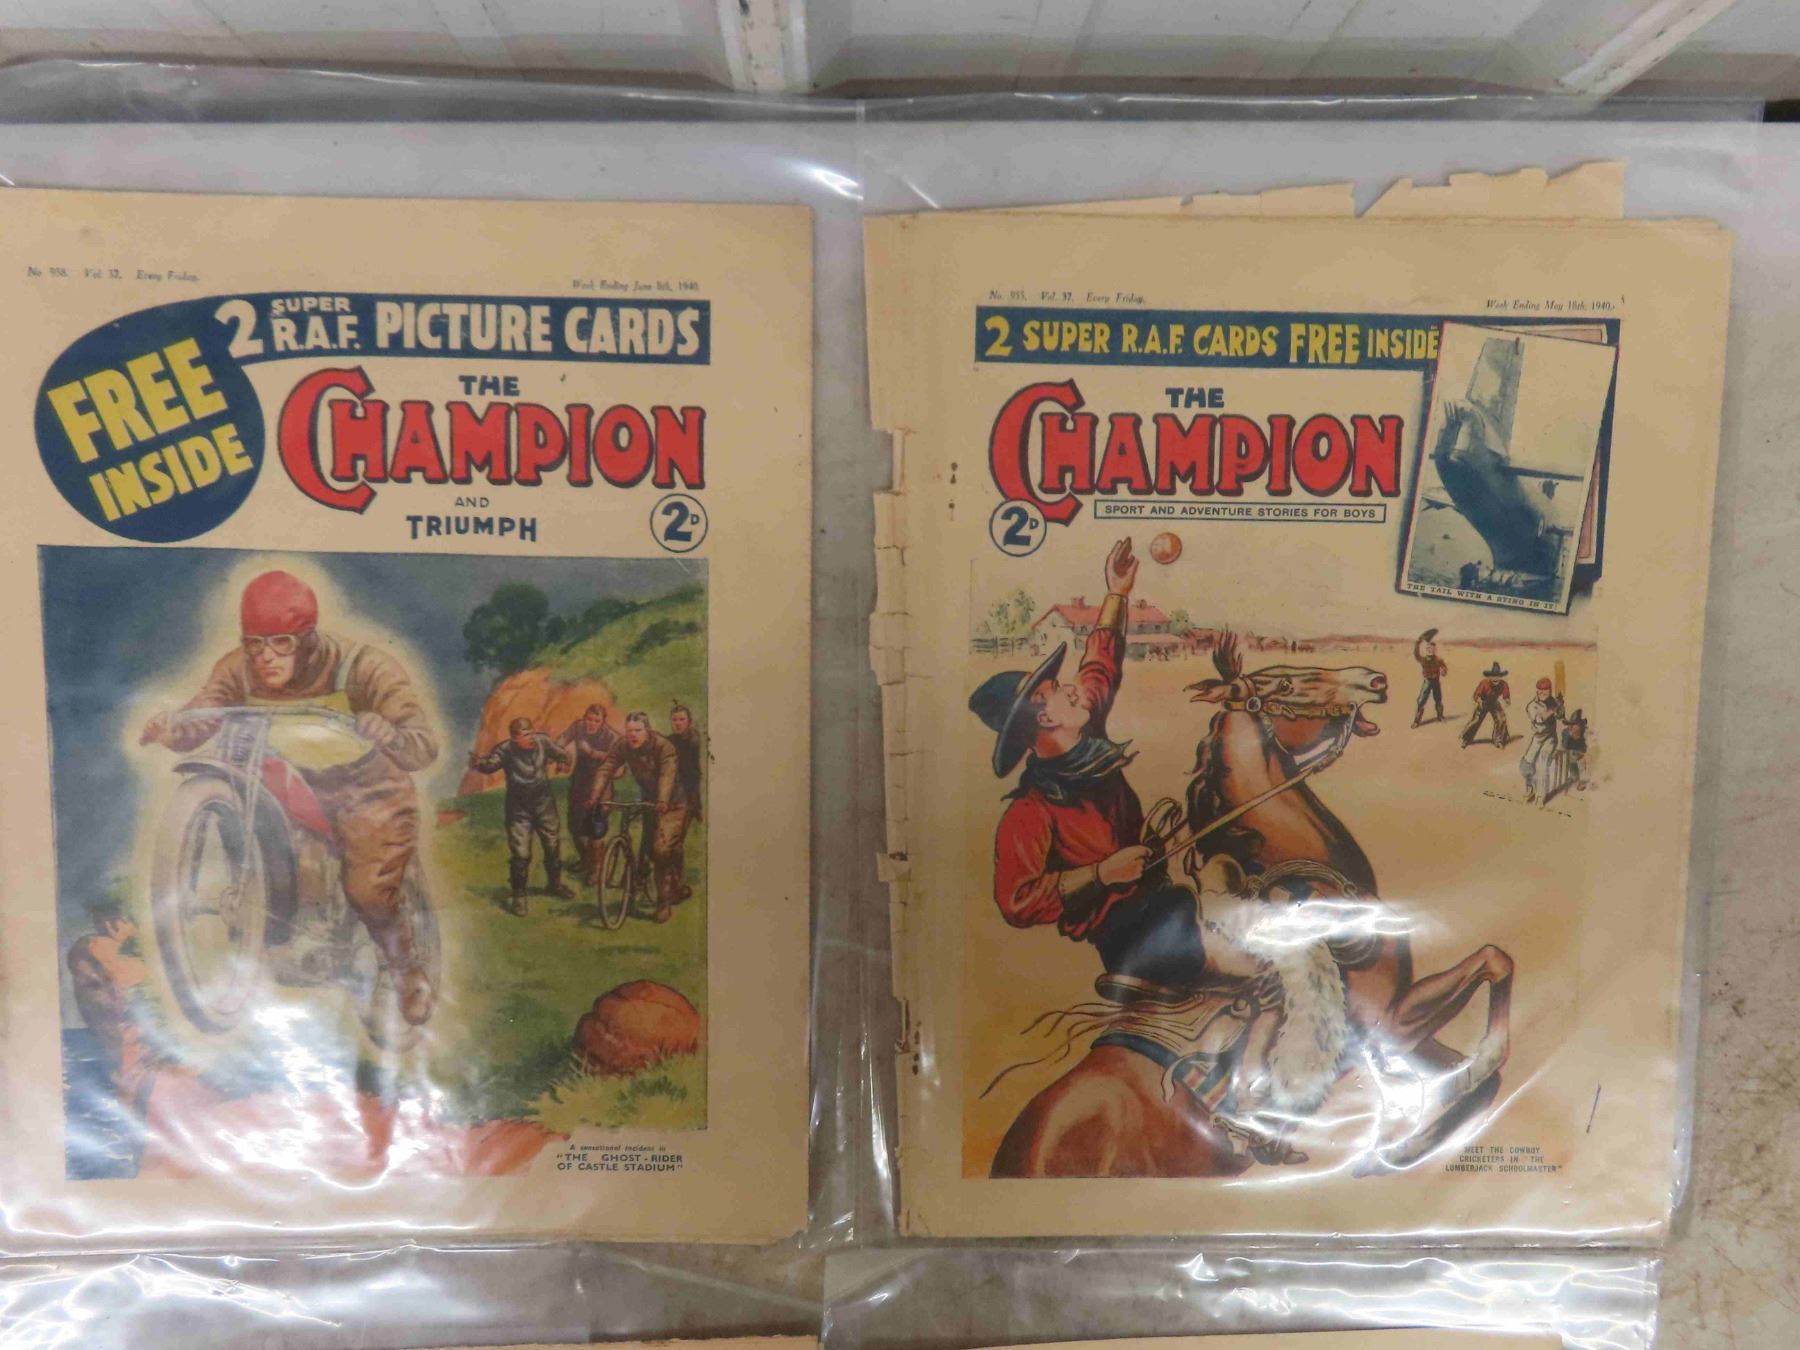 No 958. Vol. 37. Every Friday.
Week Ending June 8th, 1940.
FREE
INSIDE
2 SUPER R.A.F. PICTURE CARDS
THE
CHAMPION
AND
TRIUMPH
2D
A sensational incident in
"THE GHOST-RIDER
OF CASTLE STADIUM"
No. 955. Vol. 37. Every Friday.
Week Ending May 18th, 1940.
2 SUPER R.A.F. CARDS FREE INSIDE
THE
CHAMPION
2D
SPORT AND ADVENTURE STORIES FOR BOYS
THE TAIL WITH A STING IN IT!
MEET THE COWBOY
CRICKETERS IN "THE
LUMBERJACK SCHOOLMASTER"